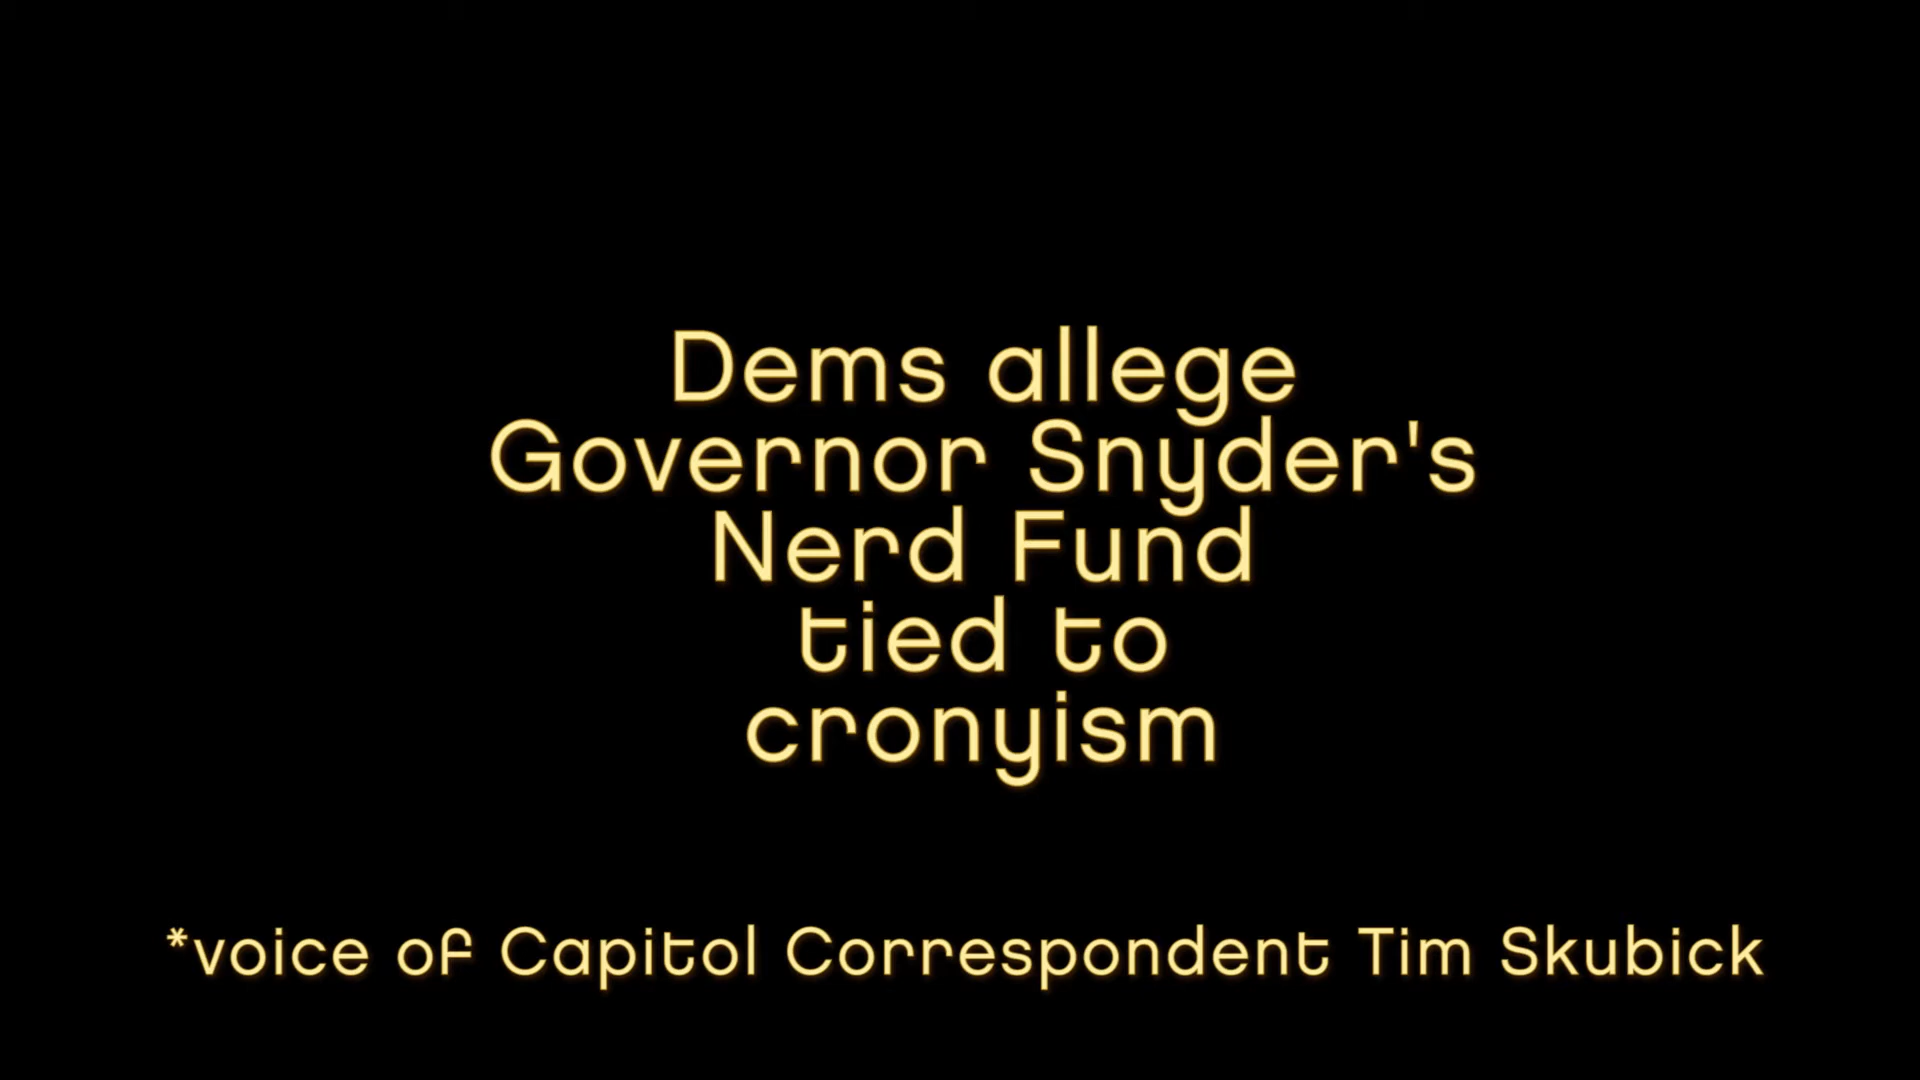 Dems allege
Governor Snyder's
Nerd Fund
tied to
cronyism
*voice of Capitol Correspondent Tim Skubick